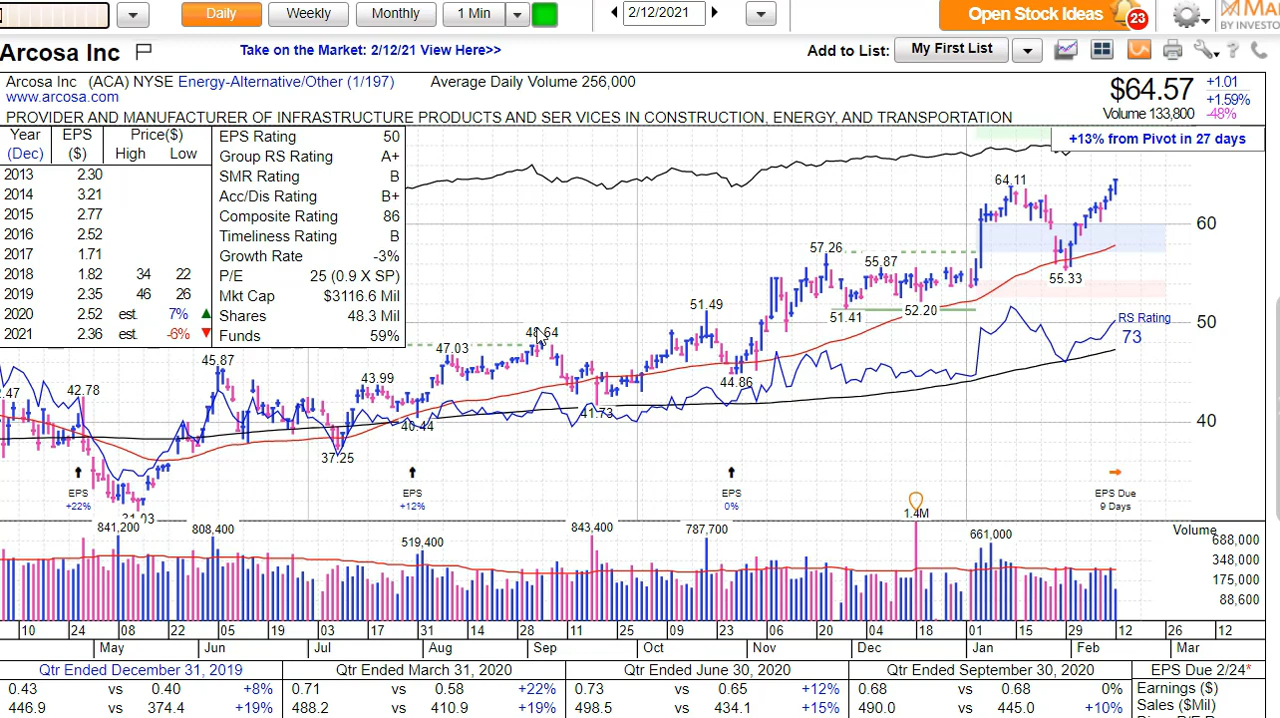 Daily
Weekly
Monthly
1 Min
2/12/2021
Open Stock Ideas
23
BY INVESTO
Arcosa Inc
Take on the Market: 2/12/21 View Here>>
Add to List:
My First List
Arcosa Inc (ACA) NYSE Energy-Alternative/Other (1/197) Average Daily Volume 256,000
www.arcosa.com
$64.57
+1.01
+1.59%
Volume 133,800 -48%
PROVIDER AND MANUFACTURER OF INFRASTRUCTURE PRODUCTS AND SERVICES IN CONSTRUCTION, ENERGY, AND TRANSPORTATION
Year EPS Price($)
(Dec) ($) High Low
2013 2.30
2014 3.21
2015 2.77
2016 2.52
2017 1.71
2018 1.82 34 22
2019 2.35 46 26
2020 2.52 est. 7%
2021 2.36 est. -6%
EPS Rating 50
Group RS Rating A+
SMR Rating B
Acc/Dis Rating B+
Composite Rating 86
Timeliness Rating B
Growth Rate -3%
P/E 25 (0.9 X SP)
Mkt Cap $3116.6 Mil
Shares 48.3 Mil
Funds 59%
+13% from Pivot in 27 days
64.11
60
57.26
55.87
55.33
52.20
51.41
51.49
50
RS Rating
73
48.64
47.03
45.87
44.86
43.99
42.78
2.47
41.73
40.44
40
37.25
31.03
EPS
+22%
EPS
+12%
EPS
0%
EPS Due
9 Days
841,200
808,400
519,400
843,400
787,700
1.4M
661,000
Volume
688,000
348,000
175,000
88,600
10 24 08 22 05 19 03 17 31 14 28 11 25 09 23 06 20 04 18 01 15 29 12 26 12
May Jun Jul Aug Sep Oct Nov Dec Jan Feb Mar
Qtr Ended December 31, 2019
Qtr Ended March 31, 2020
Qtr Ended June 30, 2020
Qtr Ended September 30, 2020
EPS Due 2/24*
0.43 vs 0.40 +8%
0.71 vs 0.58 +22%
0.73 vs 0.65 +12%
0.68 vs 0.68 0%
Earnings ($)
446.9 vs 374.4 +19%
488.2 vs 410.9 +19%
498.5 vs 434.1 +15%
490.0 vs 445.0 +10%
Sales ($Mil)